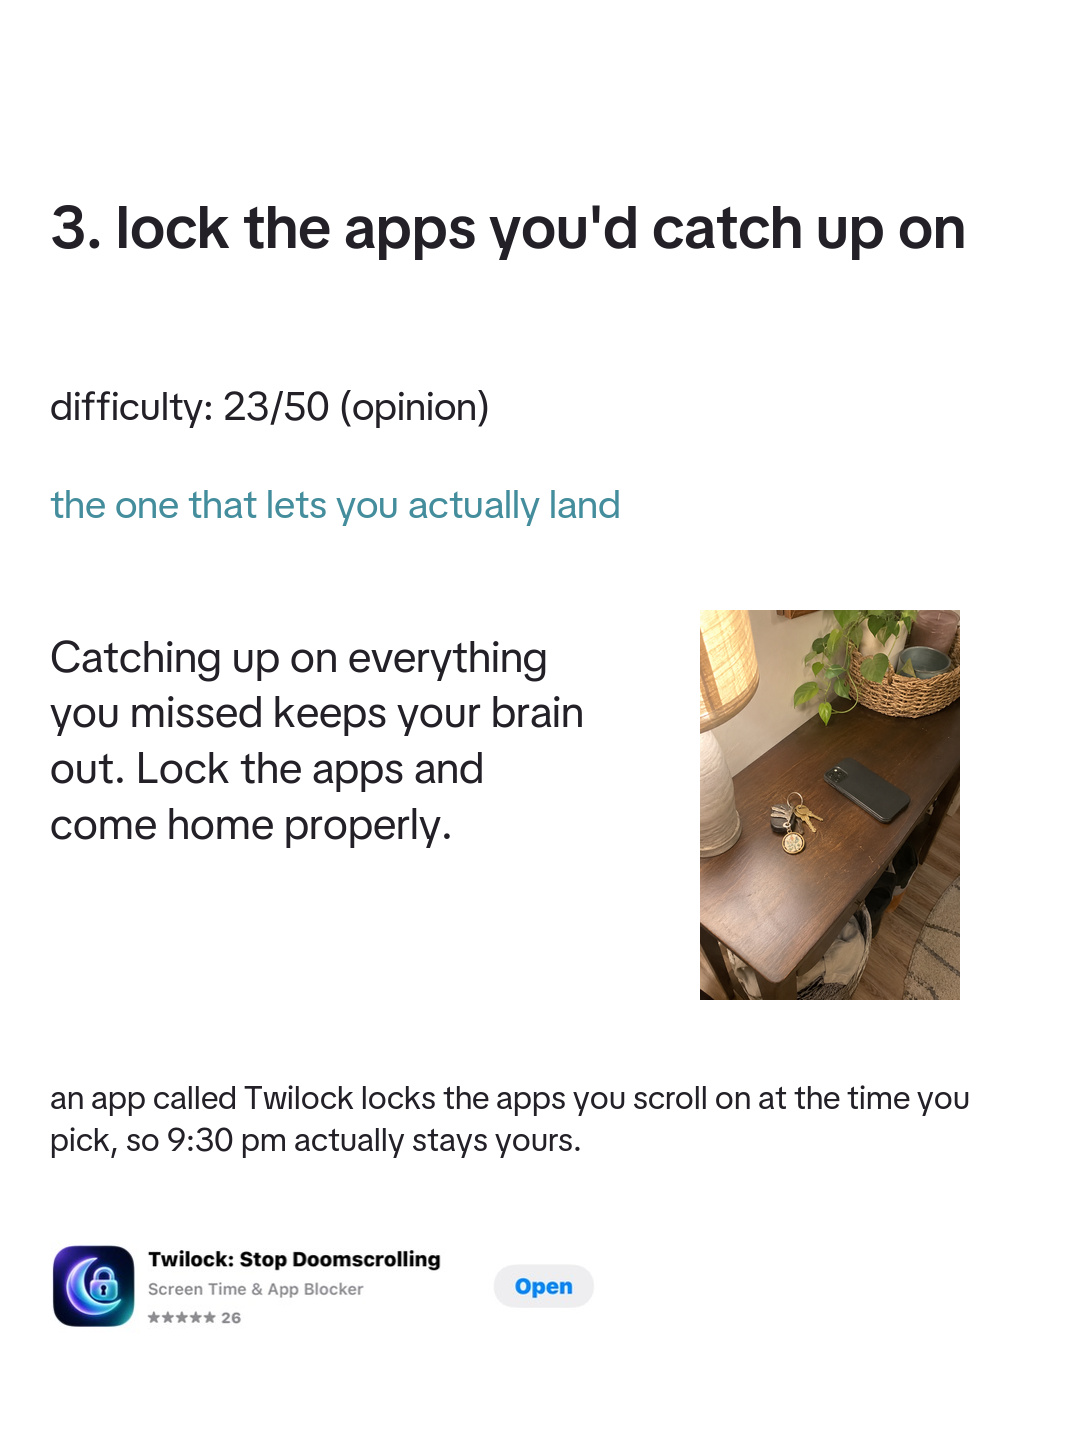 3. lock the apps you'd catch up on
difficulty: 23/50 (opinion)
the one that lets you actually land
Catching up on everything
you missed keeps your brain
out. Lock the apps and
come home properly.
an app called Twilock locks the apps you scroll on at the time you
pick, so 9:30 pm actually stays yours.
Twilock: Stop Doomscrolling
Screen Time & App Blocker
★★★★★ 26
Open